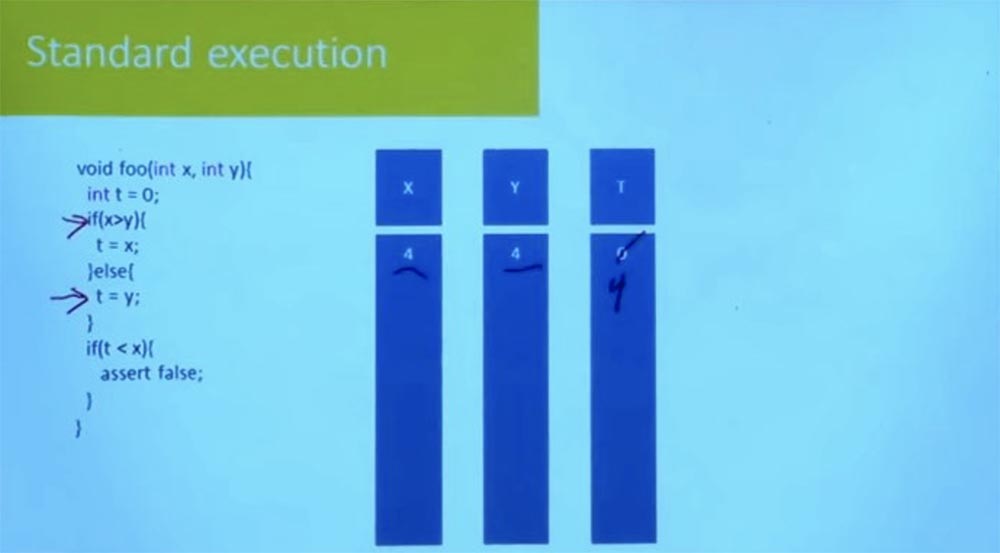 Standard execution
void foo(int x, int y){
int t = 0;
if(x>y){
t = x;
}else{
t = y;
}
if(t < x){
assert false;
}
}
X Y T
4 4 0
4